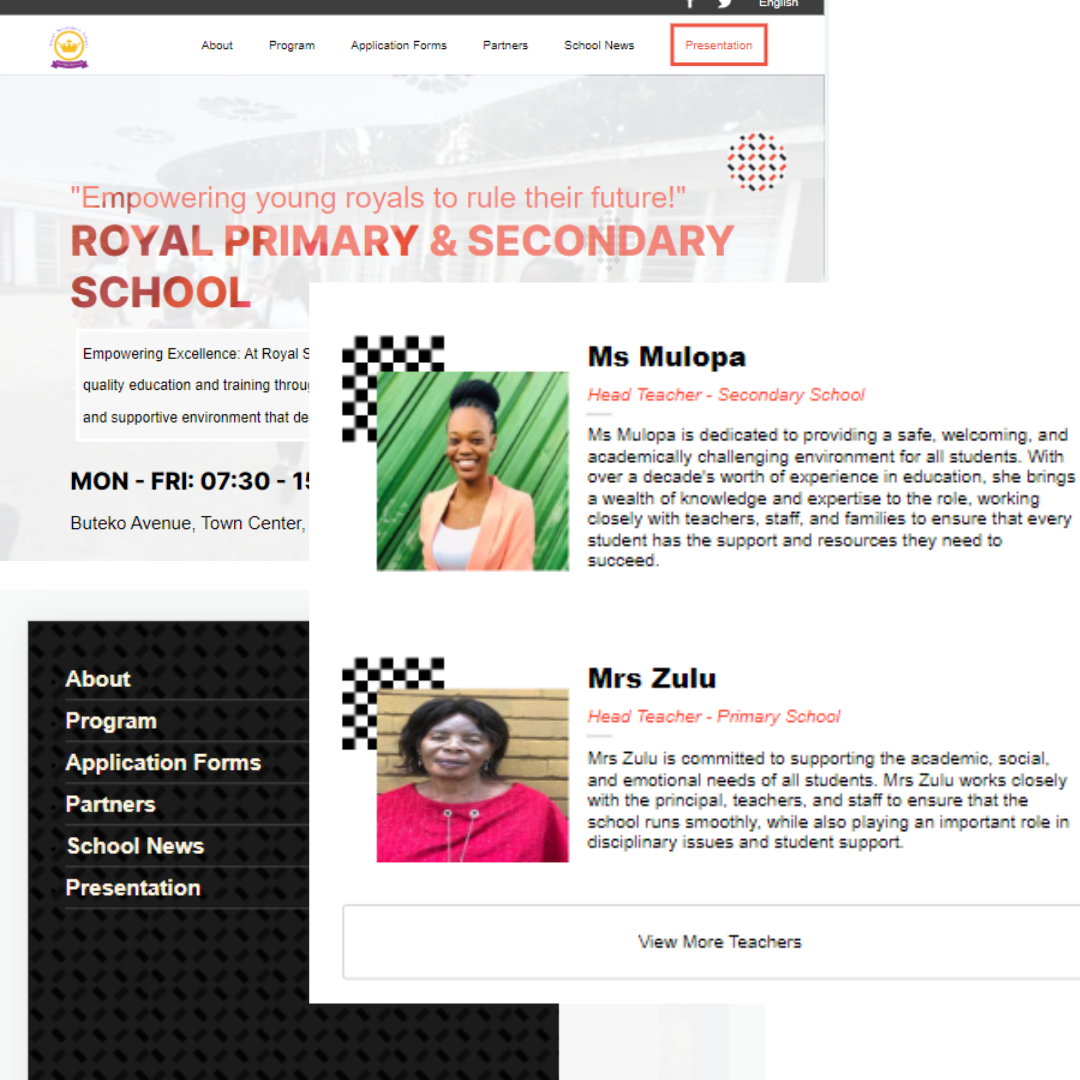 English
About
Program
Application Forms
Partners
School News
Presentation
"Empowering young royals to rule their future!"
ROYAL PRIMARY & SECONDARY
SCHOOL
Empowering Excellence: At Royal S
quality education and training throu
and supportive environment that de
MON - FRI: 07:30 - 15
Buteko Avenue, Town Center,
Ms Mulopa
Head Teacher - Secondary School
Ms Mulopa is dedicated to providing a safe, welcoming, and
academically challenging environment for all students. With
over a decade's worth of experience in education, she brings
a wealth of knowledge and expertise to the role, working
closely with teachers, staff, and families to ensure that every
student has the support and resources they need to
succeed.
Mrs Zulu
Head Teacher - Primary School
Mrs Zulu is committed to supporting the academic, social,
and emotional needs of all students. Mrs Zulu works closely
with the principal, teachers, and staff to ensure that the
school runs smoothly, while also playing an important role in
disciplinary issues and student support.
View More Teachers
About
Program
Application Forms
Partners
School News
Presentation